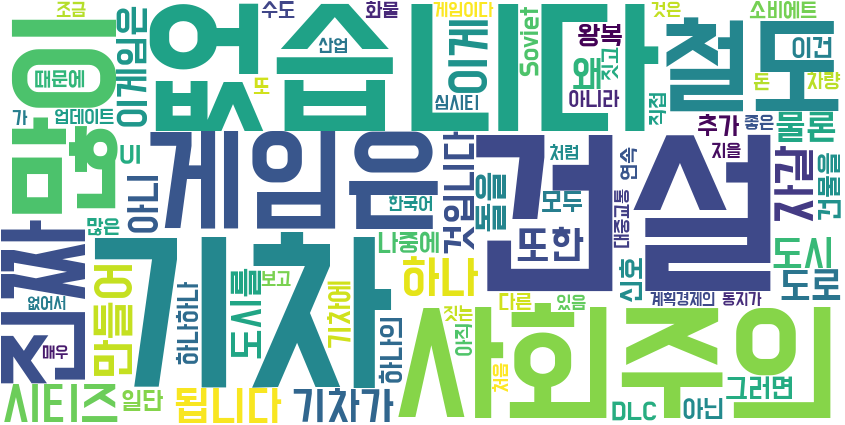 조금
수도
화물
게임이다
Soviet
왕복
것은
소비에트
이게임은
없습니다
산업
이게
왜
짓고
철도
이건
때문에
또
심시티
아니라
직접
돈
차량
가
업데이트
추가
좋은
물론
아니
게임은
것입니다
돌을
처럼
건설
연속
지을
자갈
건물을
많은
한국어
모두
대중교통
진짜
나중에
또한
기차
만들어
하나하나
도시를
보고
기차에
하나
신호
도시
도로
없어서
매우
하나의
짓는
아직
다른
있음
계획경제의
동지가
사회주의
처음
시티즈
일단
됩니다
기차가
DLC
아닌
그러면